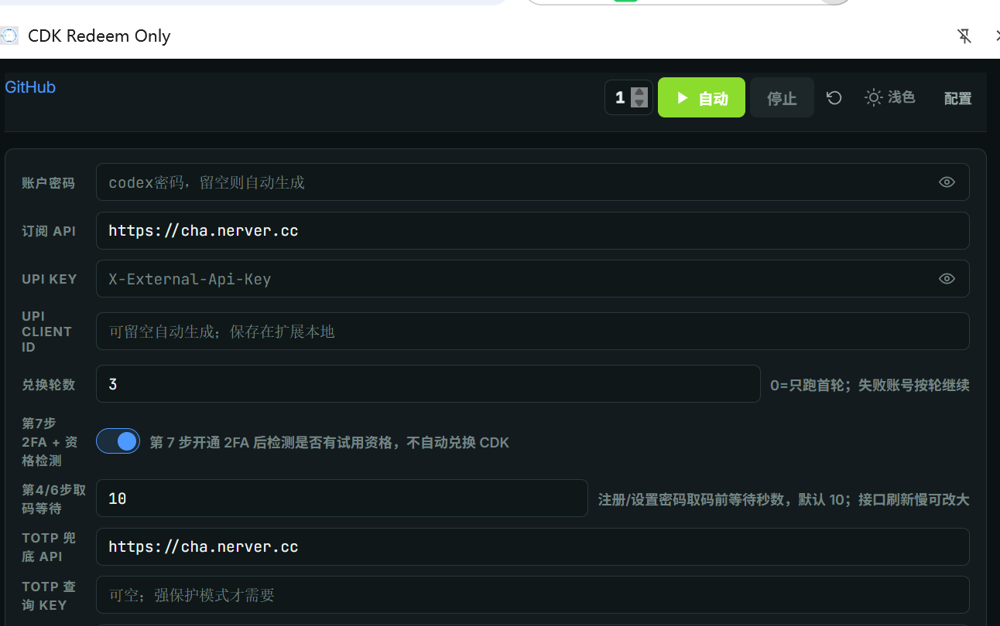 CDK Redeem Only
GitHub
1
自动
停止
浅色
配置
账户密码
codex密码，留空则自动生成
订阅 API
https://cha.nerver.cc
UPI KEY
X-External-Api-Key
UPI
CLIENT
ID
可留空自动生成；保存在扩展本地
兑换轮数
3
0=只跑首轮；失败账号按轮继续
第7步
2FA + 资
格检测
第 7 步开通 2FA 后检测是否有试用资格，不自动兑换 CDK
第4/6步取
码等待
10
注册/设置密码取码前等待秒数，默认 10；接口刷新慢可改大
TOTP 兜
底 API
https://cha.nerver.cc
TOTP 查
询 KEY
可空；强保护模式才需要